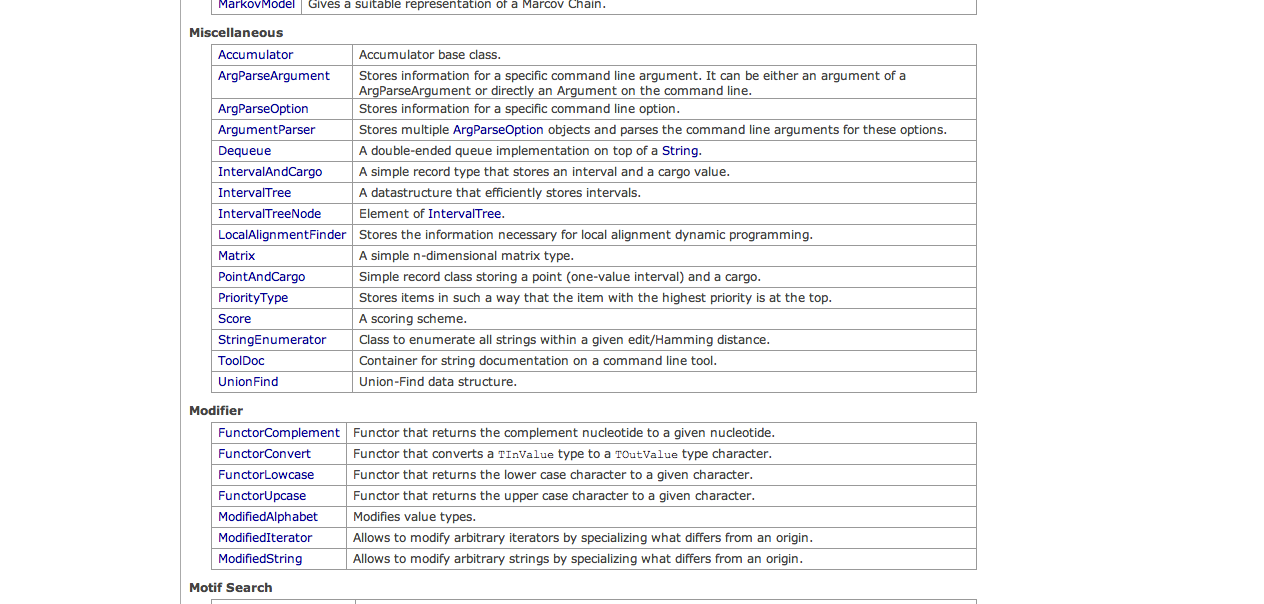 MarkovModel Gives a suitable representation of a Marcov Chain.
Miscellaneous
Accumulator Accumulator base class.
ArgParseArgument Stores information for a specific command line argument. It can be either an argument of a
ArgParseArgument or directly an Argument on the command line.
ArgParseOption Stores information for a specific command line option.
ArgumentParser Stores multiple ArgParseOption objects and parses the command line arguments for these options.
Dequeue A double-ended queue implementation on top of a String.
IntervalAndCargo A simple record type that stores an interval and a cargo value.
IntervalTree A datastructure that efficiently stores intervals.
IntervalTreeNode Element of IntervalTree.
LocalAlignmentFinder Stores the information necessary for local alignment dynamic programming.
Matrix A simple n-dimensional matrix type.
PointAndCargo Simple record class storing a point (one-value interval) and a cargo.
PriorityType Stores items in such a way that the item with the highest priority is at the top.
Score A scoring scheme.
StringEnumerator Class to enumerate all strings within a given edit/Hamming distance.
ToolDoc Container for string documentation on a command line tool.
UnionFind Union-Find data structure.
Modifier
FunctorComplement Functor that returns the complement nucleotide to a given nucleotide.
FunctorConvert Functor that converts a TInValue type to a TOutValue type character.
FunctorLowcase Functor that returns the lower case character to a given character.
FunctorUpcase Functor that returns the upper case character to a given character.
ModifiedAlphabet Modifies value types.
ModifiedIterator Allows to modify arbitrary iterators by specializing what differs from an origin.
ModifiedString Allows to modify arbitrary strings by specializing what differs from an origin.
Motif Search